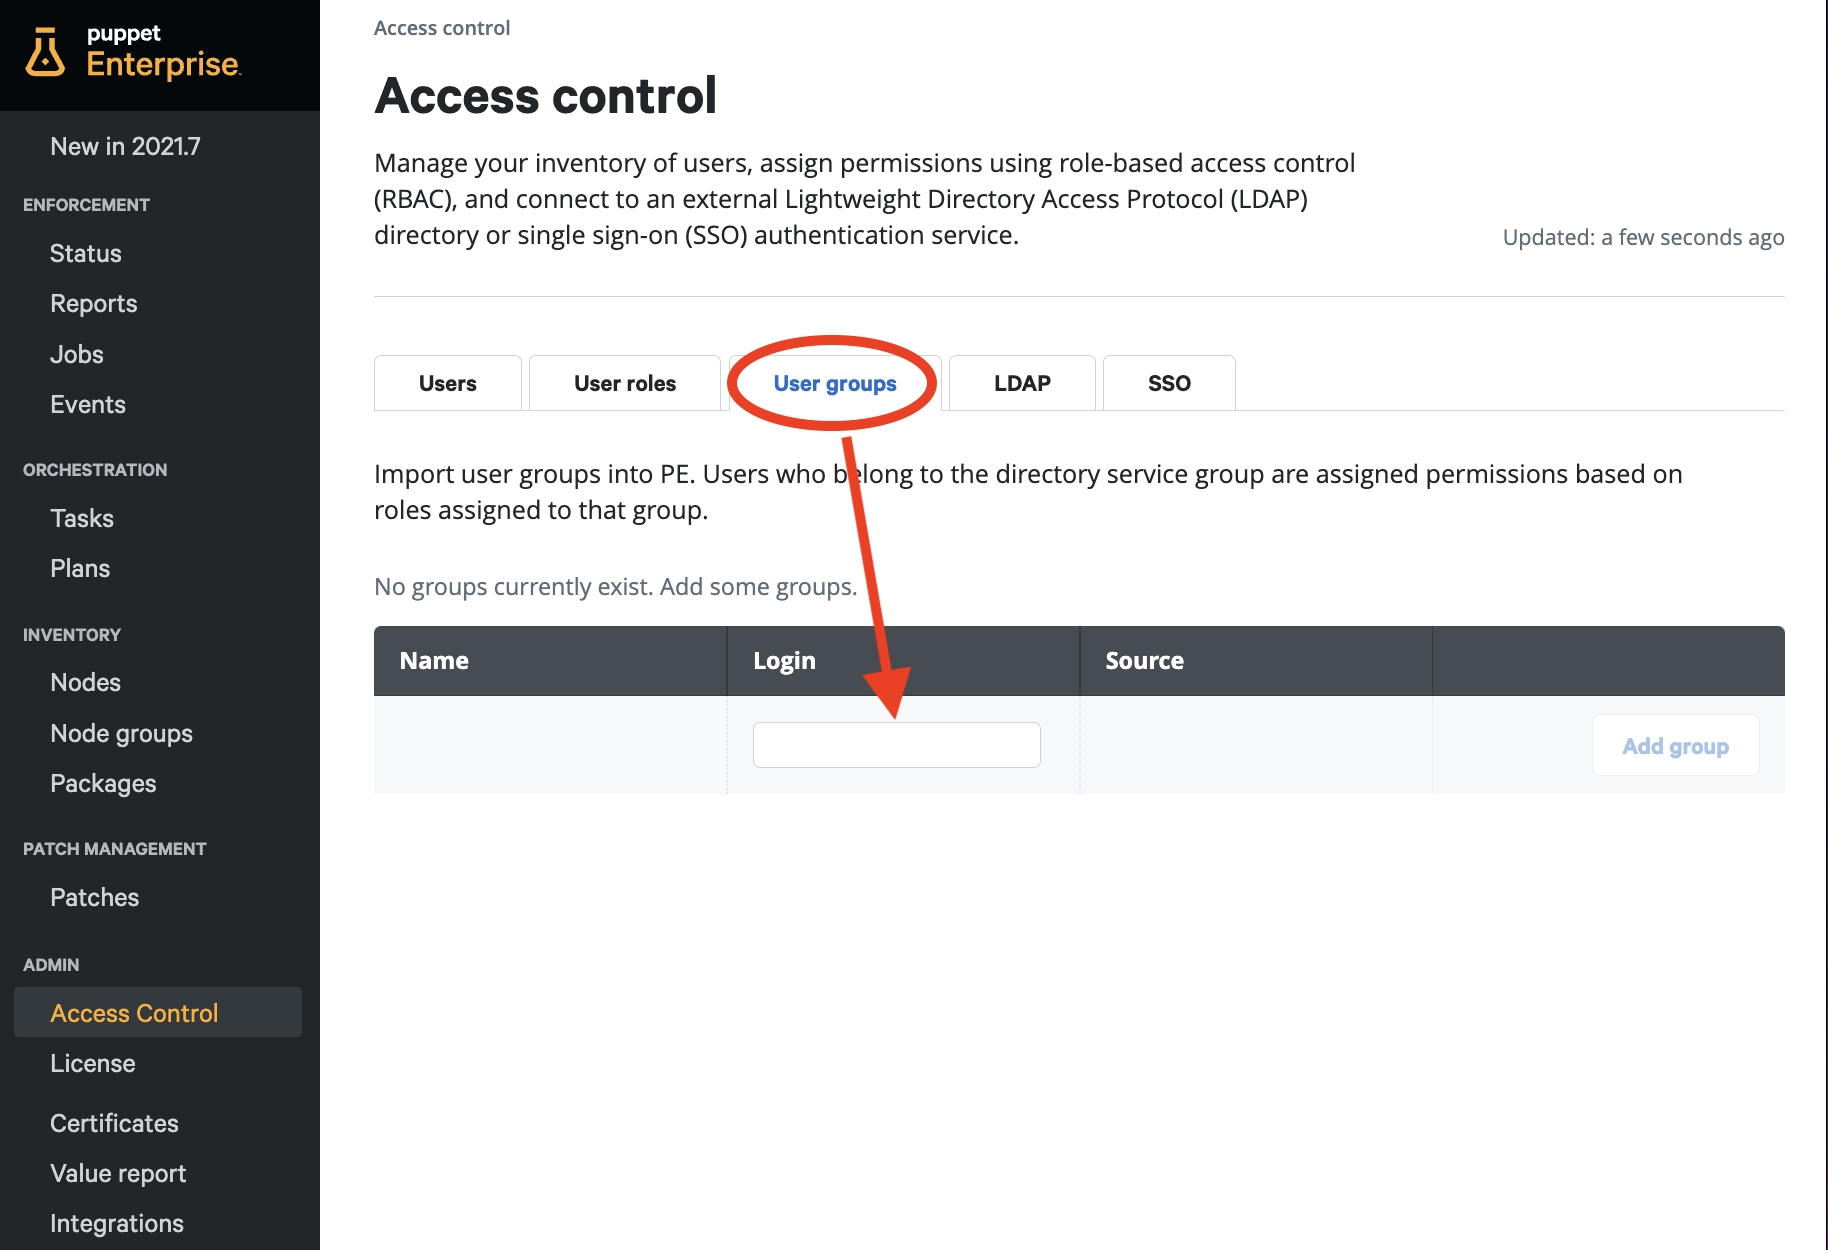 puppet
Enterprise
New in 2021.7
ENFORCEMENT
Status
Reports
Jobs
Events
ORCHESTRATION
Tasks
Plans
INVENTORY
Nodes
Node groups
Packages
PATCH MANAGEMENT
Patches
ADMIN
Access Control
License
Certificates
Value report
Integrations
Access control
Access control
Manage your inventory of users, assign permissions using role-based access control
(RBAC), and connect to an external Lightweight Directory Access Protocol (LDAP)
directory or single sign-on (SSO) authentication service.
Updated: a few seconds ago
Users User roles User groups LDAP SSO
Import user groups into PE. Users who belong to the directory service group are assigned permissions based on
roles assigned to that group.
No groups currently exist. Add some groups.
Name Login Source
Add group